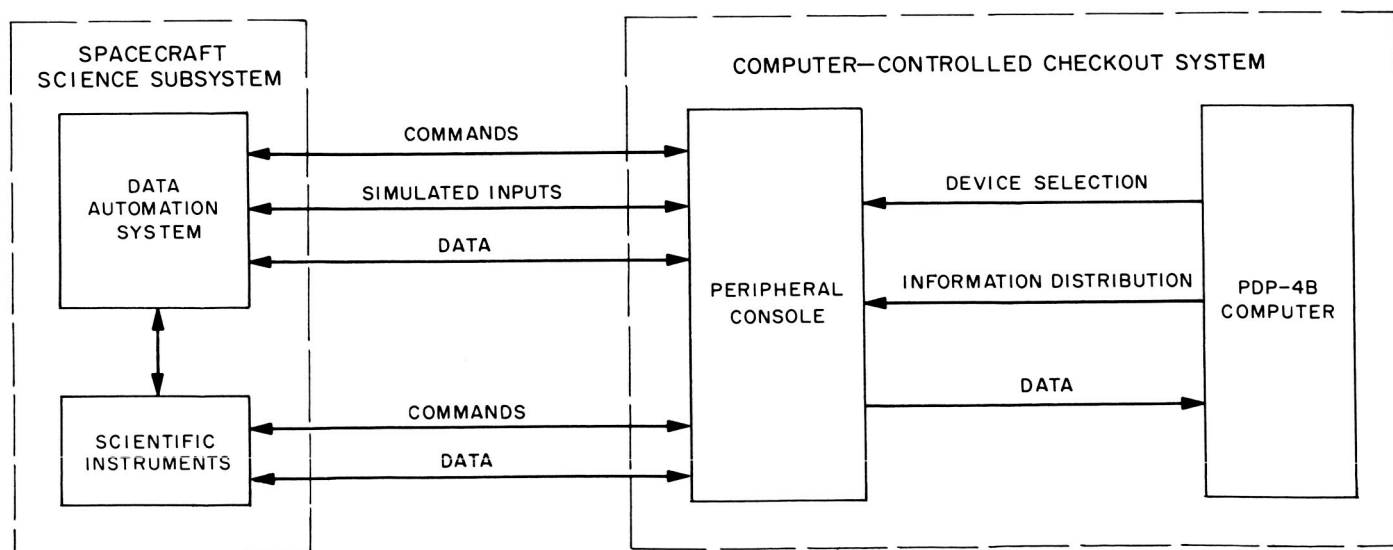 SPACECRAFT
SCIENCE SUBSYSTEM
DATA
AUTOMATION
SYSTEM
SCIENTIFIC
INSTRUMENTS
COMMANDS
SIMULATED INPUTS
DATA
COMMANDS
DATA
COMPUTER—CONTROLLED CHECKOUT SYSTEM
PERIPHERAL
CONSOLE
DEVICE SELECTION
INFORMATION DISTRIBUTION
DATA
PDP-4B
COMPUTER